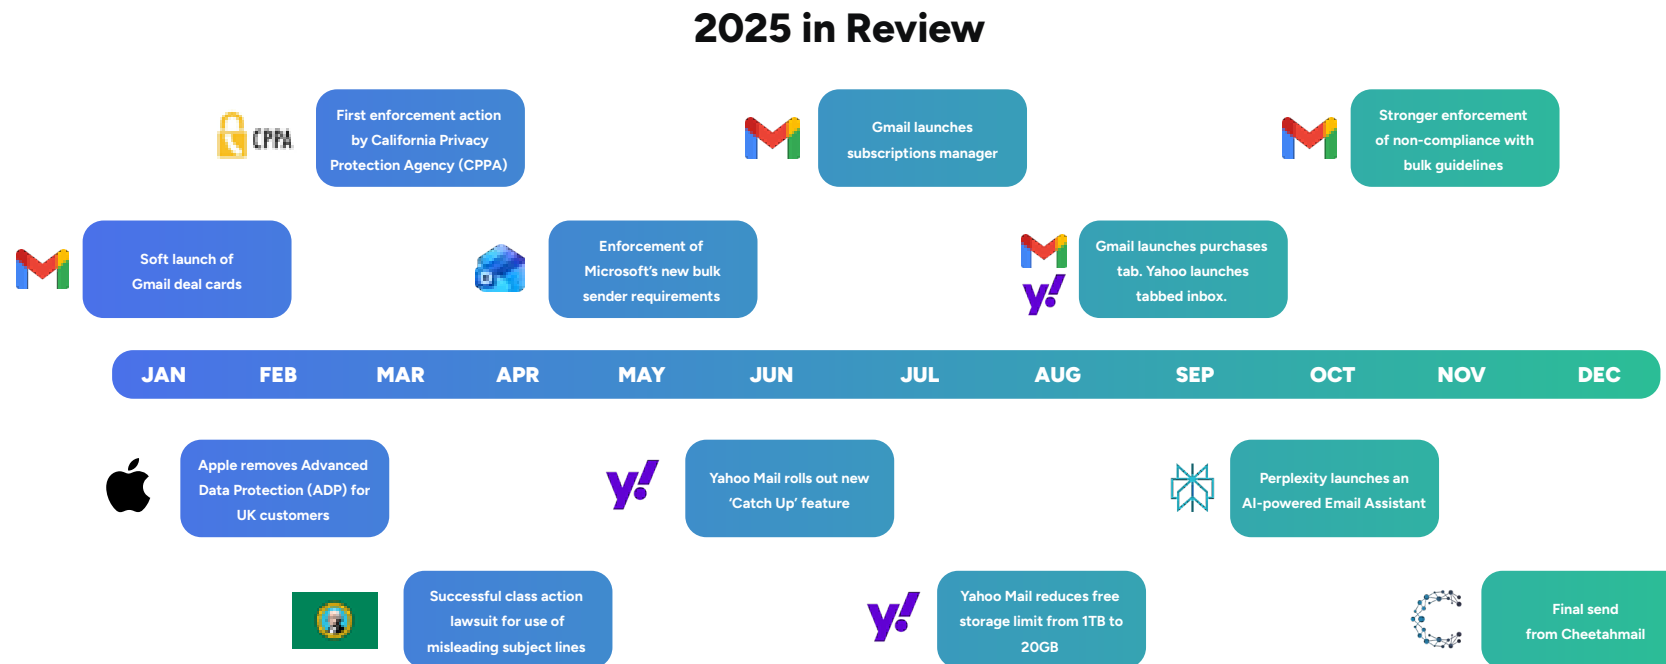 2025 in Review
CPPA
First enforcement action
by California Privacy
Protection Agency (CPPA)
Gmail launches
subscriptions manager
Stronger enforcement
of non-compliance with
bulk guidelines
Soft launch of
Gmail deal cards
Enforcement of
Microsoft's new bulk
sender requirements
y!
Gmail launches purchases
tab. Yahoo launches
tabbed inbox.
JAN FEB MAR APR MAY JUN JUL AUG SEP OCT NOV DEC
Apple removes Advanced
Data Protection (ADP) for
UK customers
y!
Yahoo Mail rolls out new
‘Catch Up’ feature
Perplexity launches an
AI-powered Email Assistant
Successful class action
lawsuit for use of
misleading subject lines
y!
Yahoo Mail reduces free
storage limit from 1TB to
20GB
Final send
from Cheetahmail